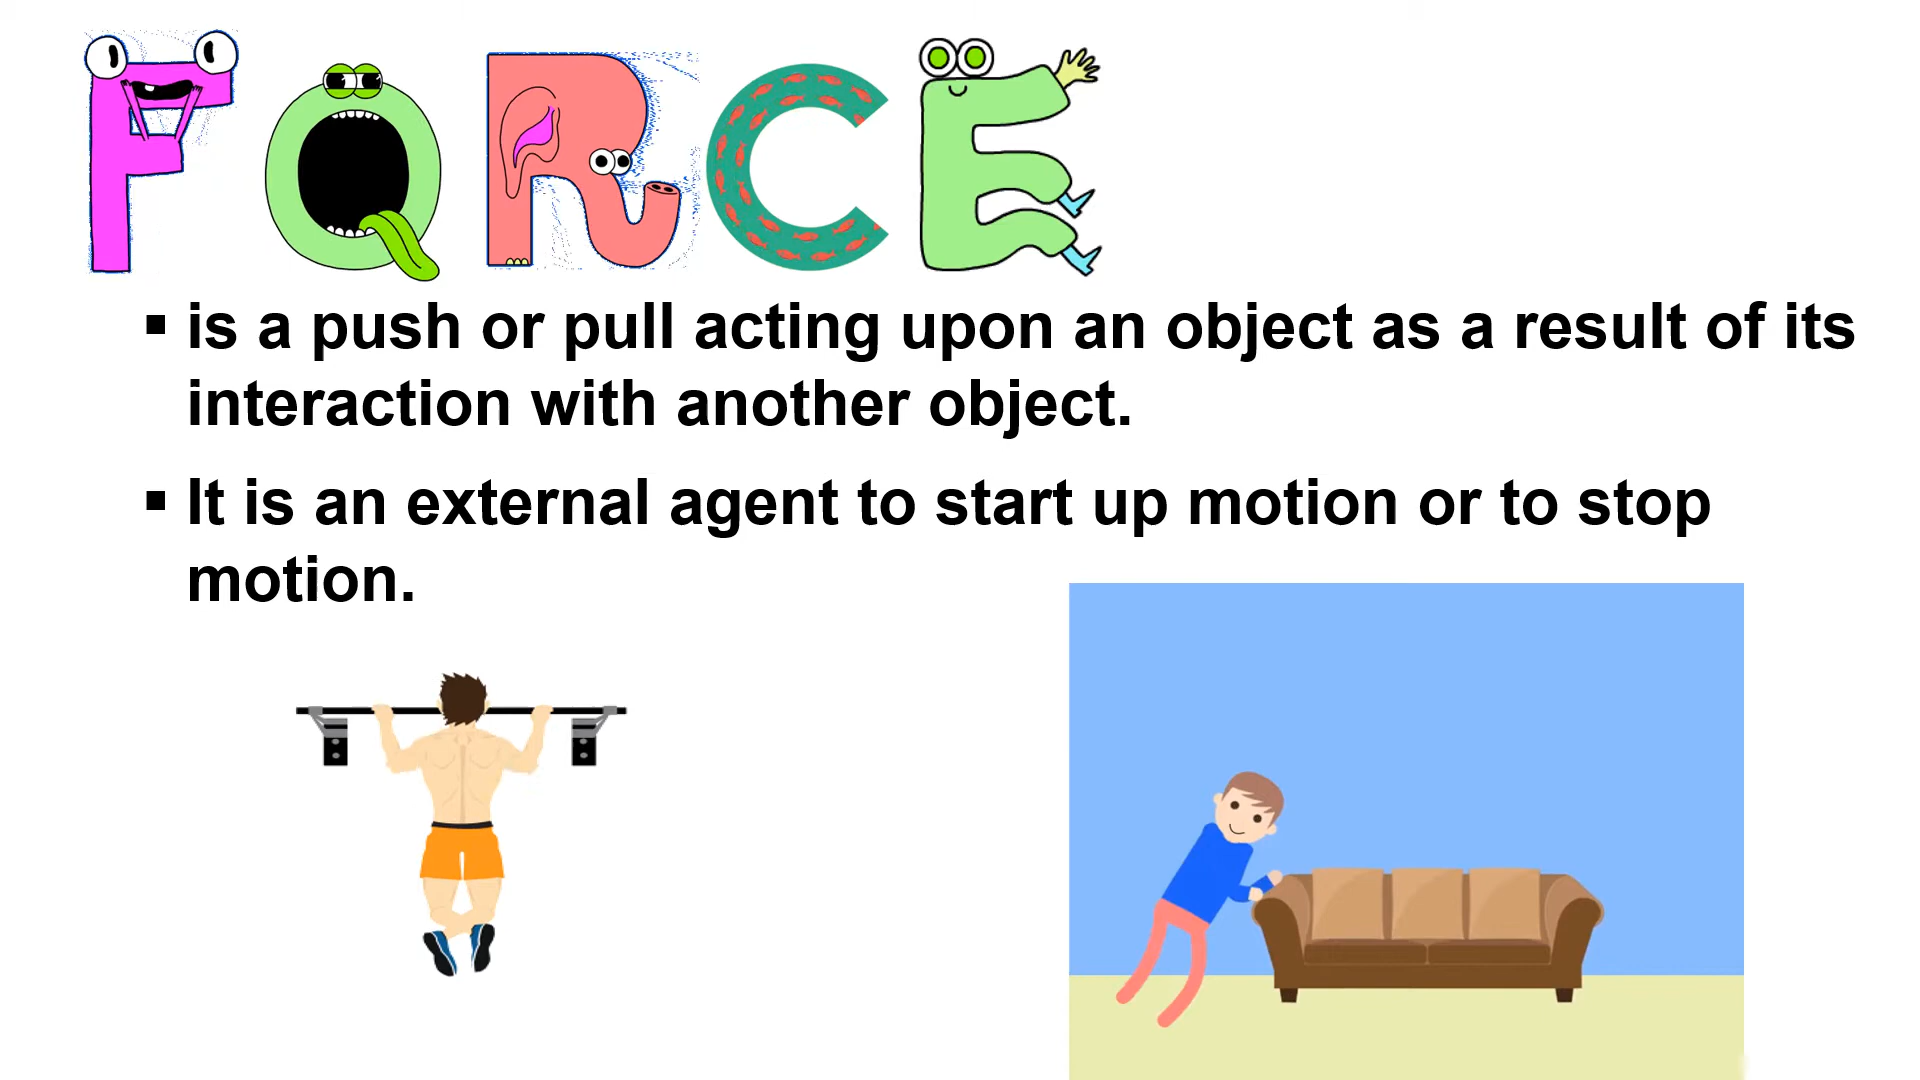 FORCE
▪ is a push or pull acting upon an object as a result of its
interaction with another object.
▪ It is an external agent to start up motion or to stop
motion.